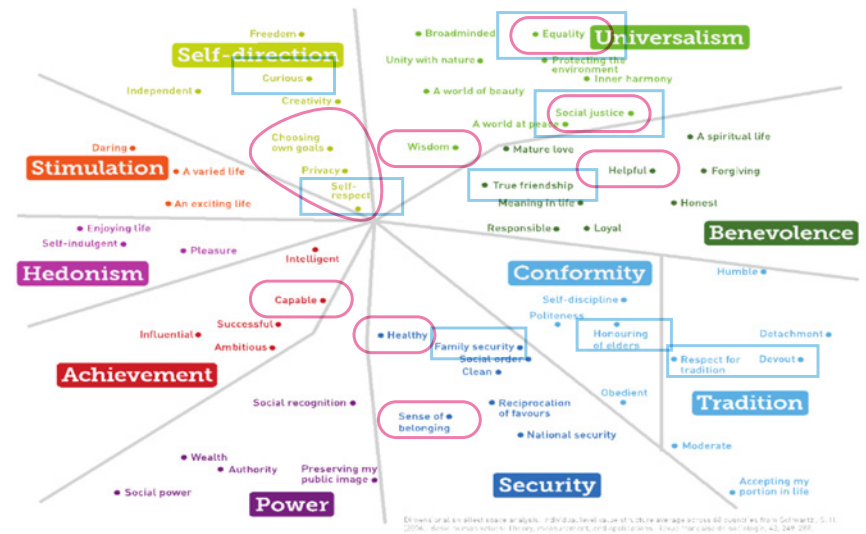 Freedom
Self-direction
Curious
Independent
Creativity
Choosing
own goals
Privacy
Self-
respect
Broadminded
Equality
Universalism
Unity with nature
Protecting the
environment
Inner harmony
A world of beauty
Social justice
A world at peace
Wisdom
Daring
Stimulation
A varied life
An exciting life
Mature love
A spiritual life
Helpful
Forgiving
True friendship
Meaning in life
Honest
Responsible
Loyal
Benevolence
Enjoying life
Self-indulgent
Pleasure
Hedonism
Intelligent
Capable
Successful
Influential
Ambitious
Achievement
Conformity
Self-discipline
Politeness
Honouring
of elders
Obedient
Humble
Detachment
Respect for
tradition
Devout
Tradition
Moderate
Accepting my
portion in life
Healthy
Family security
Social order
Clean
Sense of
belonging
Reciprocation
of favours
National security
Security
Social recognition
Wealth
Authority
Preserving my
public image
Social power
Power